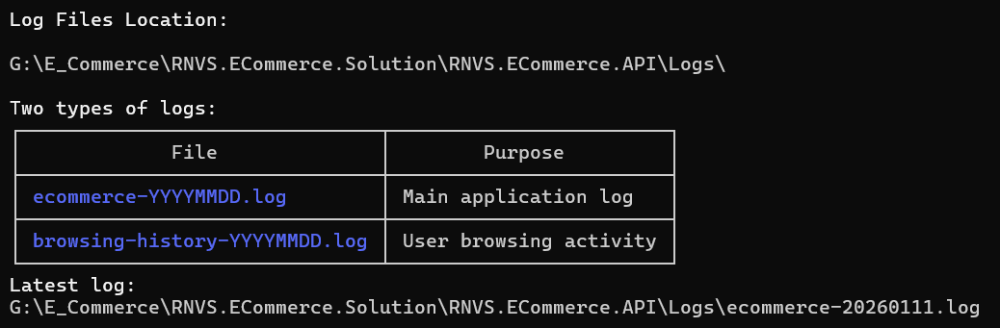 Log Files Location:
G:\E_Commerce\RNVS.ECommerce.Solution\RNVS.ECommerce.API\Logs\
Two types of logs:
File Purpose
ecommerce-YYYYMMDD.log Main application log
browsing-history-YYYYMMDD.log User browsing activity
Latest log:
G:\E_Commerce\RNVS.ECommerce.Solution\RNVS.ECommerce.API\Logs\ecommerce-20260111.log